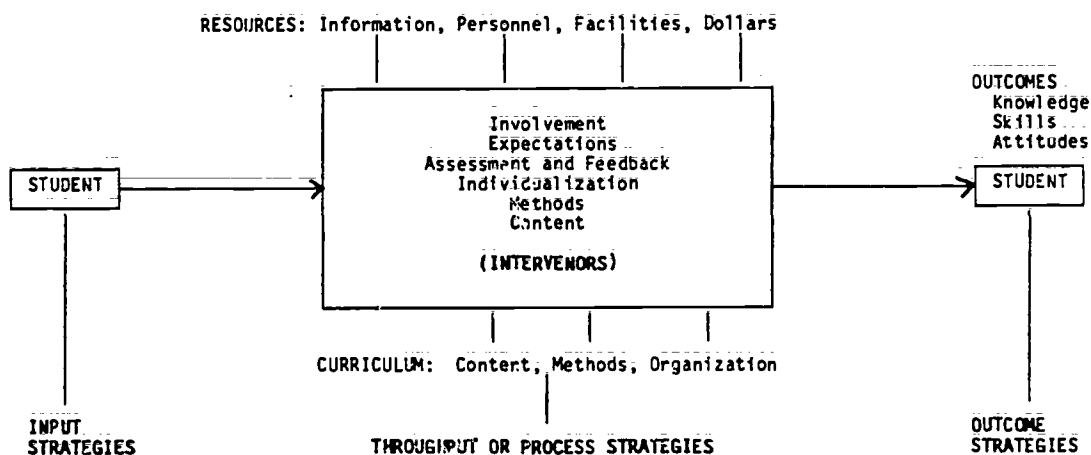 RESOURCES: Information, Personnel, Facilities, Dollars
OUTCOMES
Knowledge
Skills
Attitudes
STUDENT
Involvement
Expectations
Assessment and Feedback
Individualization
Methods
Content
(INTERVENORS)
STUDENT
CURRICULUM: Content, Methods, Organization
INPUT
STRATEGIES
THROUGHPUT OR PROCESS STRATEGIES
OUTCOME
STRATEGIES